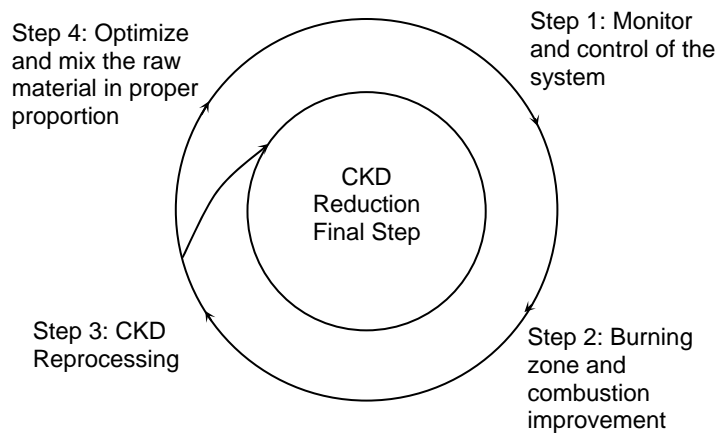 Step 4: Optimize
and mix the raw
material in proper
proportion
Step 1: Monitor
and control of the
system
CKD
Reduction
Final Step
Step 3: CKD
Reprocessing
Step 2: Burning
zone and
combustion
improvement